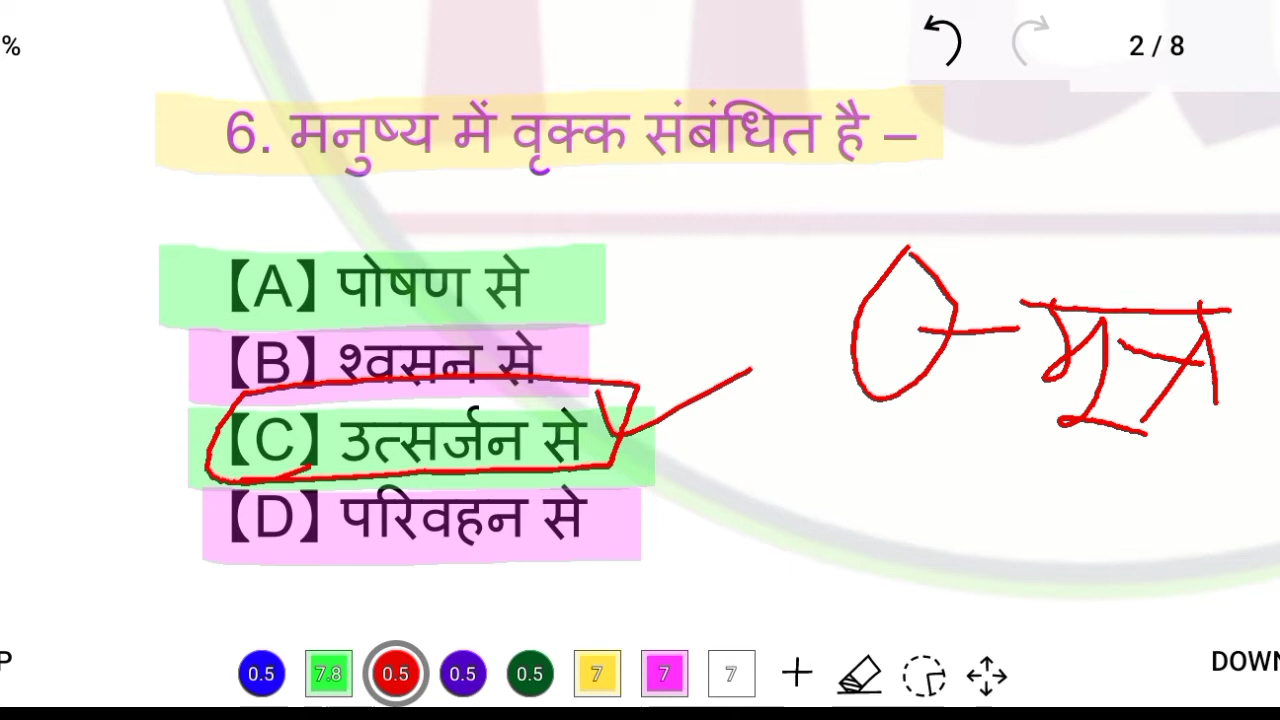 %
2 / 8
6. मनुष्य में वृक्क संबंधित है –
【A】 पोषण से
【B】 श्वसन से
【C】 उत्सर्जन से
【D】 परिवहन से
मूत्र
P
0.5 7.8 0.5 0.5 0.5 7 7 7
DOWN